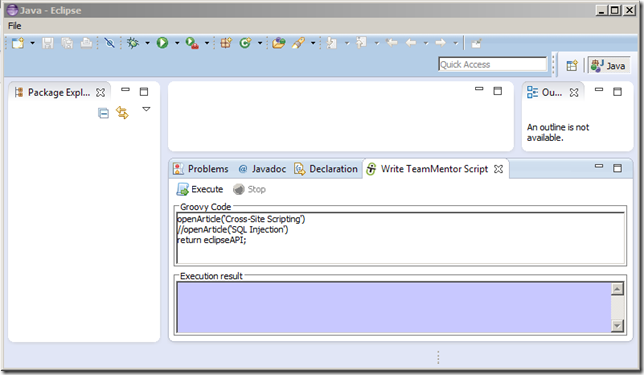 Java - Eclipse
File
Quick Access
Java
Package Expl...
Ou...
An outline is not
available.
Problems
@ Javadoc
Declaration
Write TeamMentor Script
Execute
Stop
Groovy Code
openArticle('Cross-Site Scripting')
//openArticle('SQL Injection')
return eclipseAPI;
Execution result